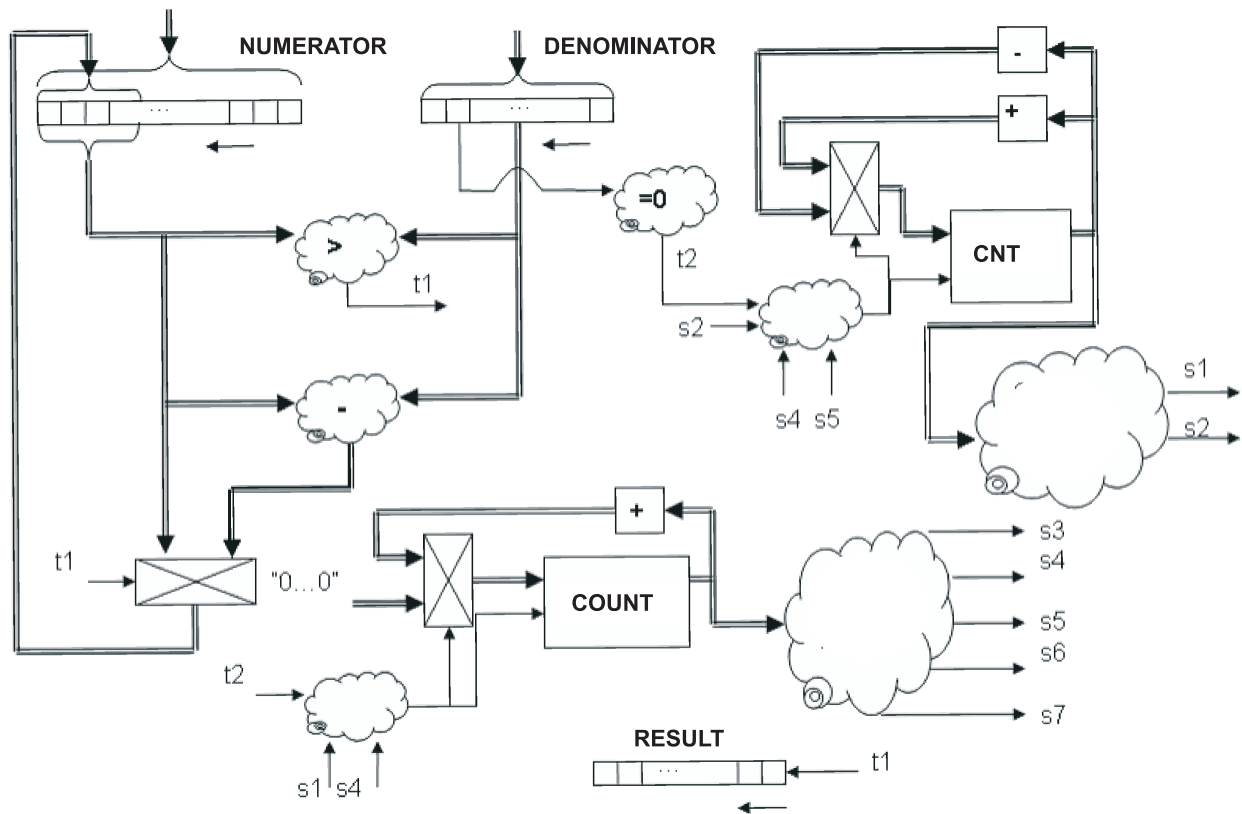 NUMERATOR
DENOMINATOR
-
+
...
...
=0
>
t1
t2
CNT
s2
s4 s5
s1
s2
-
+
t1
"0...0"
COUNT
s3
s4
s5
s6
s7
t2
s1 s4
RESULT
...
t1